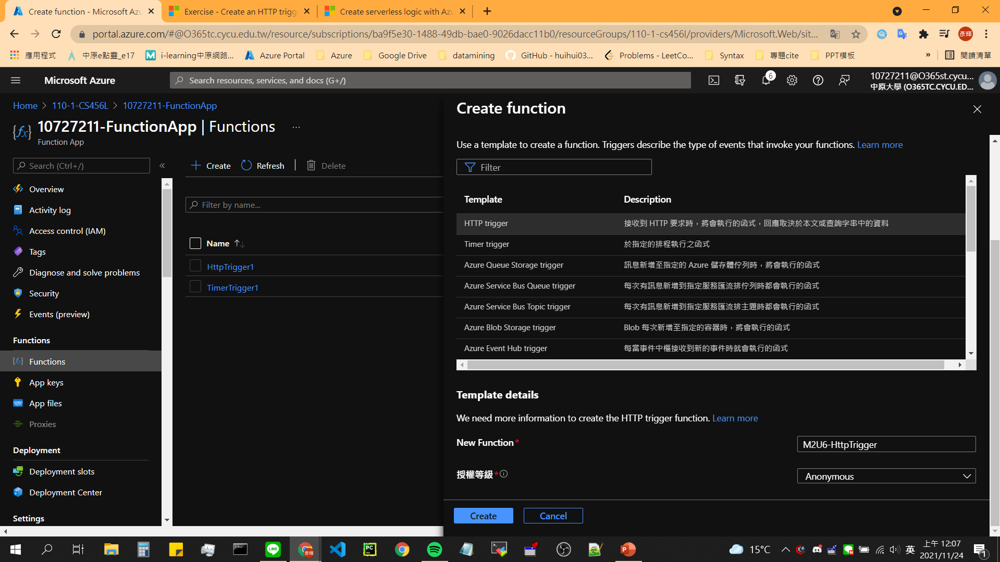 Create function - Microsoft Azu
Exercise - Create an HTTP trigg
Create serverless logic with Azu
portal.azure.com/#@O365tc.cycu.edu.tw/resource/subscriptions/ba9f5e30-1488-49db-bae0-9026dacc11b0/resourceGroups/110-1-cs456l/providers/Microsoft.Web/sit...
彥輝
應用程式
中原e點靈_e17
i-learning中原網路...
Azure Portal
Azure
Google Drive
datamining
GitHub - huihui03...
Problems - LeetCo...
Syntax
專題cite
PPT模板
»
閱讀清單
Microsoft Azure
Search resources, services, and docs (G+/)
6
10727211@O365st.cycu...
中原大學 (O365TC.CYCU.ED...
Home > 110-1-CS456L > 10727211-FunctionApp
10727211-FunctionApp | Functions ...
Function App
Search (Ctrl+/)
«
Overview
Activity log
Access control (IAM)
Tags
Diagnose and solve problems
Security
Events (preview)
Functions
Functions
App keys
App files
Proxies
Deployment
Deployment slots
Deployment Center
Settings
Create
Refresh
Delete
Filter by name...
Name
HttpTrigger1
TimerTrigger1
Create function
Use a template to create a function. Triggers describe the type of events that invoke your functions. Learn more
Filter
Template Description
HTTP trigger 接收到 HTTP 要求時，將會執行的函式，回應取決於本文或查詢字串中的資料
Timer trigger 於指定的排程執行之函式
Azure Queue Storage trigger 訊息新增至指定的 Azure 儲存體佇列時，將會執行的函式
Azure Service Bus Queue trigger 每次有訊息新增到指定服務匯流排佇列時都會執行的函式
Azure Service Bus Topic trigger 每次有訊息新增到指定服務匯流排主題時都會執行的函式
Azure Blob Storage trigger Blob 每次新增至指定的容器時，將會執行的函式
Azure Event Hub trigger 每當事件中樞接收到新的事件時就會執行的函式
Template details
We need more information to create the HTTP trigger function. Learn more
New Function*
M2U6-HttpTrigger
授權等級*
Anonymous
Create
Cancel
LINE
PC
15°C
英
上午 12:07
2021/11/24
1